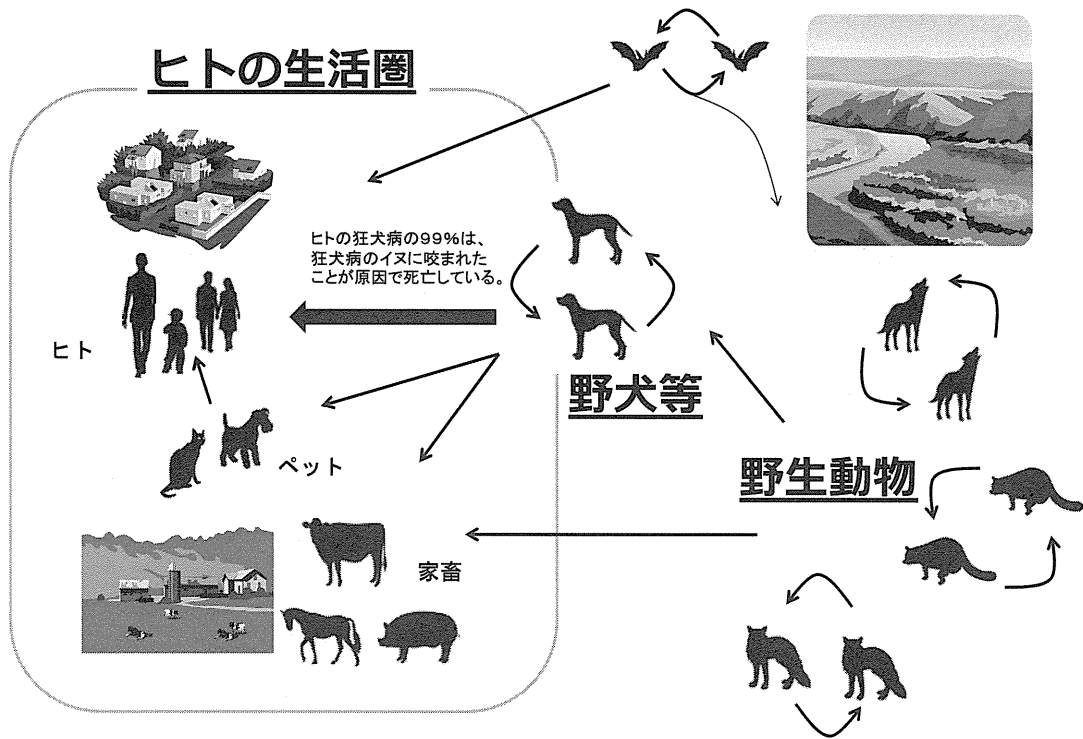 ヒトの生活圏
ヒトの狂犬病の99%は、
狂犬病のイヌに咬まれた
ことが原因で死亡している。
ヒト
野犬等
ペット
野生動物
家畜